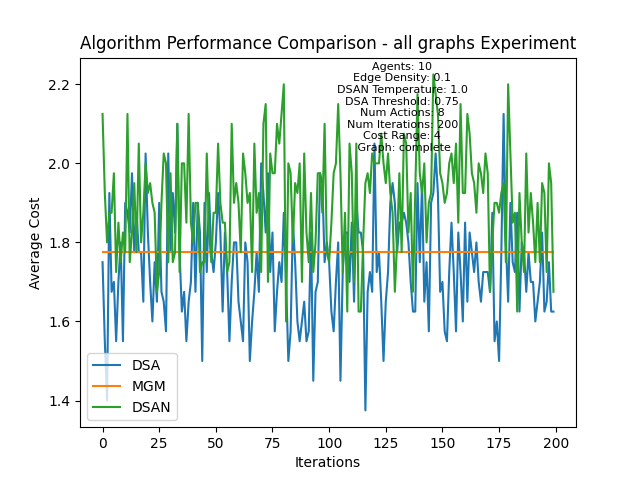 Algorithm Performance Comparison - all graphs Experiment
Agents: 10
Edge Density: 0.1
DSAN Temperature: 1.0
DSA Threshold: 0.75
Num Actions: 8
Num Iterations: 200
Cost Range: 4
Graph: complete
2.2
2.0
1.8
1.6
1.4
Average Cost
DSA
MGM
DSAN
0
25
50
75
100
125
150
175
200
Iterations